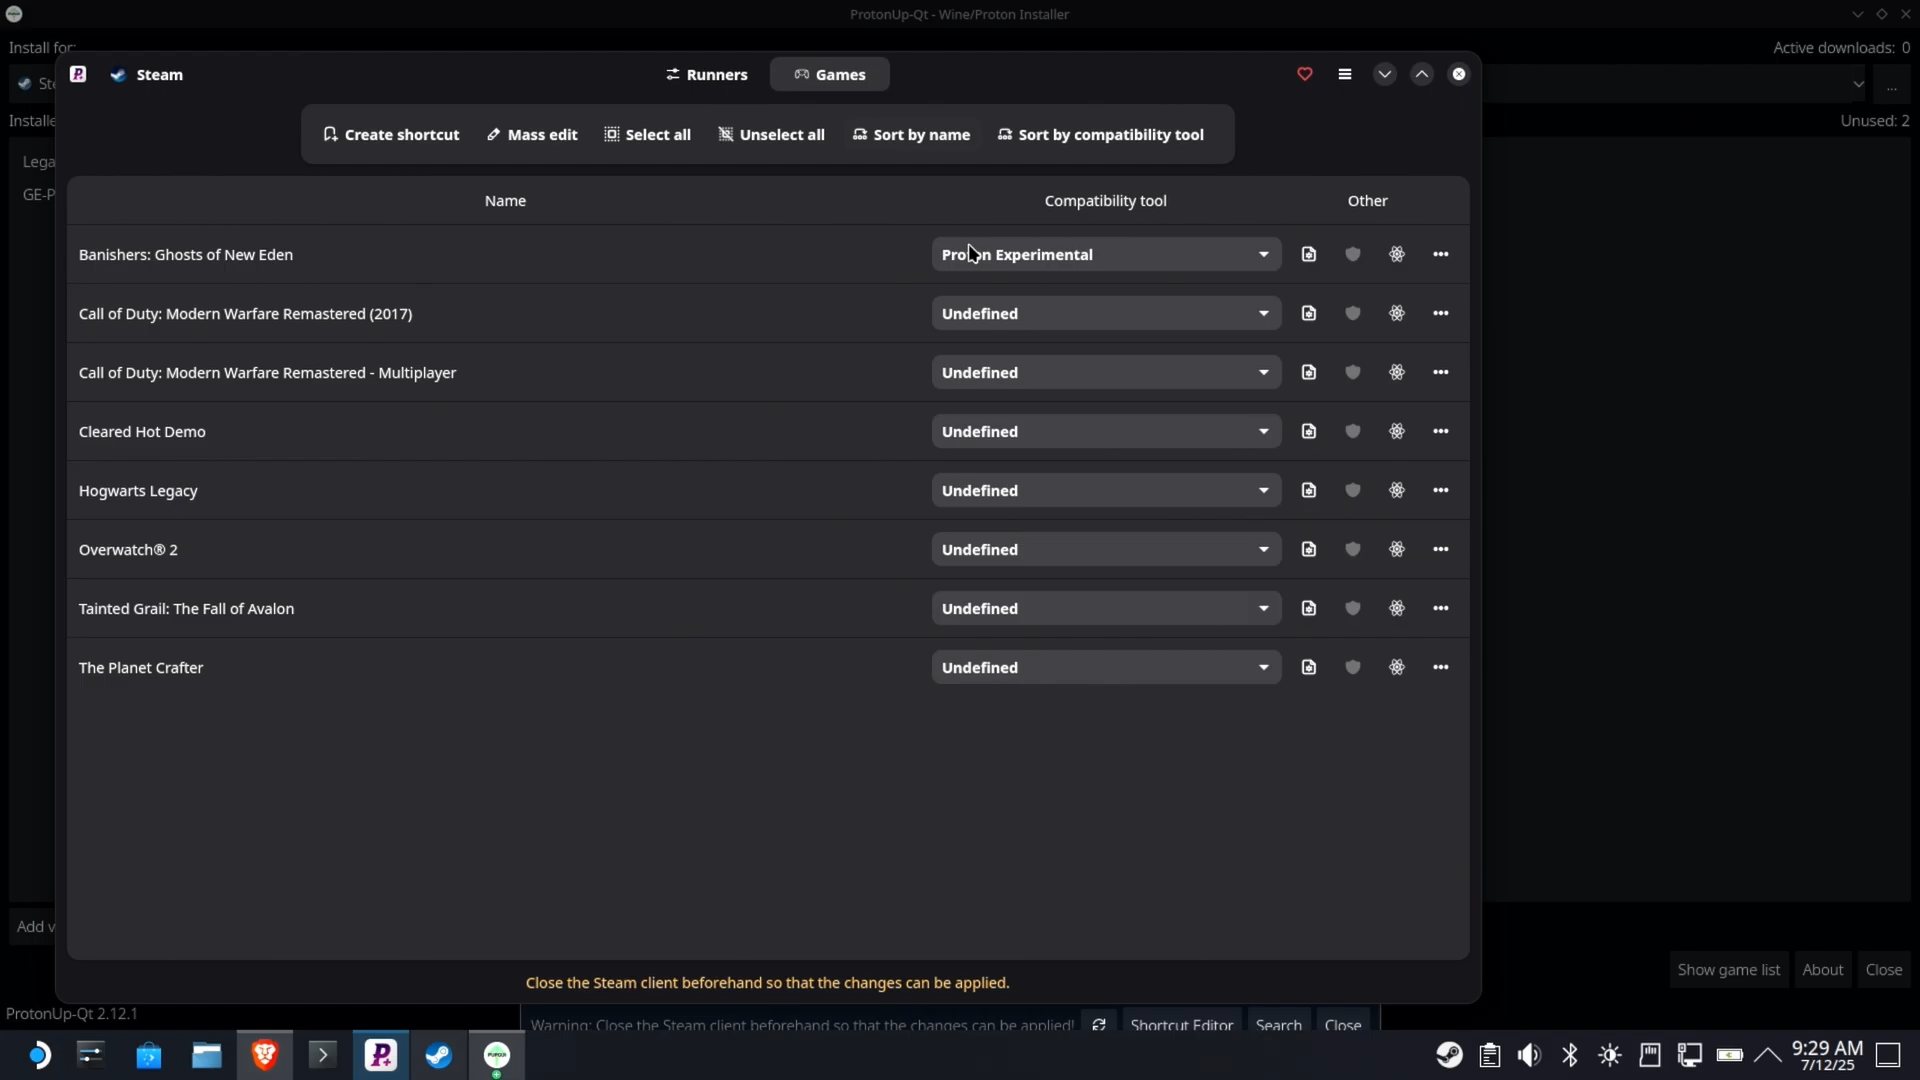 ProtonUp-Qt - Wine/Proton Installer
Install for:
Active downloads: 0
Ste
Steam
Runners
Games
...
Installe
Unused: 2
Create shortcut
Mass edit
Select all
Unselect all
Sort by name
Sort by compatibility tool
Lega
GE-P
Name
Compatibility tool
Other
Banishers: Ghosts of New Eden
Proton Experimental
Call of Duty: Modern Warfare Remastered (2017)
Undefined
Call of Duty: Modern Warfare Remastered - Multiplayer
Undefined
Cleared Hot Demo
Undefined
Hogwarts Legacy
Undefined
Overwatch® 2
Undefined
Tainted Grail: The Fall of Avalon
Undefined
The Planet Crafter
Undefined
Add v
Show game list
About
Close
Close the Steam client beforehand so that the changes can be applied.
ProtonUp-Qt 2.12.1
Warning: Close the Steam client beforehand so that the changes can be applied!
Shortcut Editor
Search
Close
9:29 AM
7/12/25